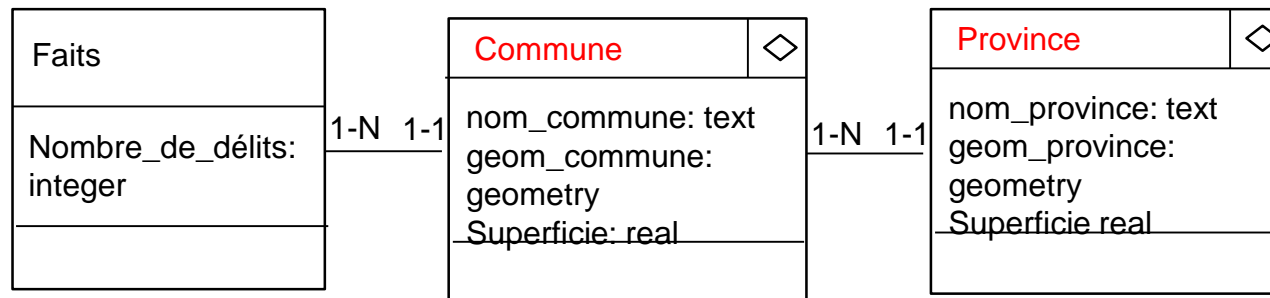 Faits
Nombre_de_délits:
integer
1-N 1-1
Commune
nom_commune: text
geom_commune:
geometry
Superficie: real
1-N 1-1
Province
nom_province: text
geom_province:
geometry
Superficie real